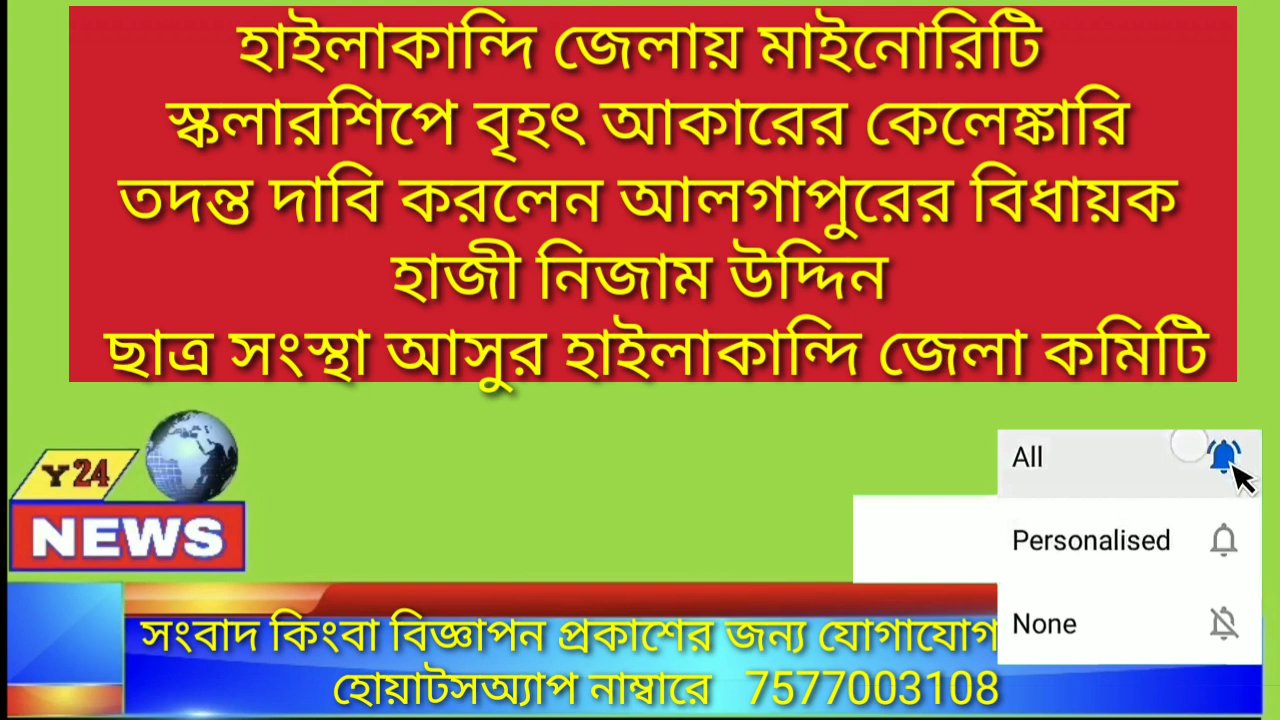 হাইলাকান্দি জেলায় মাইনোরিটি
স্কলারশিপে বৃহৎ আকারের কেলেঙ্কারি
তদন্ত দাবি করলেন আলগাপুরের বিধায়ক
হাজী নিজাম উদ্দিন
ছাত্র সংস্থা আসুর হাইলাকান্দি জেলা কমিটি
Y 24
NEWS
All
Personalised
None
সংবাদ কিংবা বিজ্ঞাপন প্রকাশের জন্য যোগাযোগ
হোয়াটসঅ্যাপ নাম্বারে 7577003108